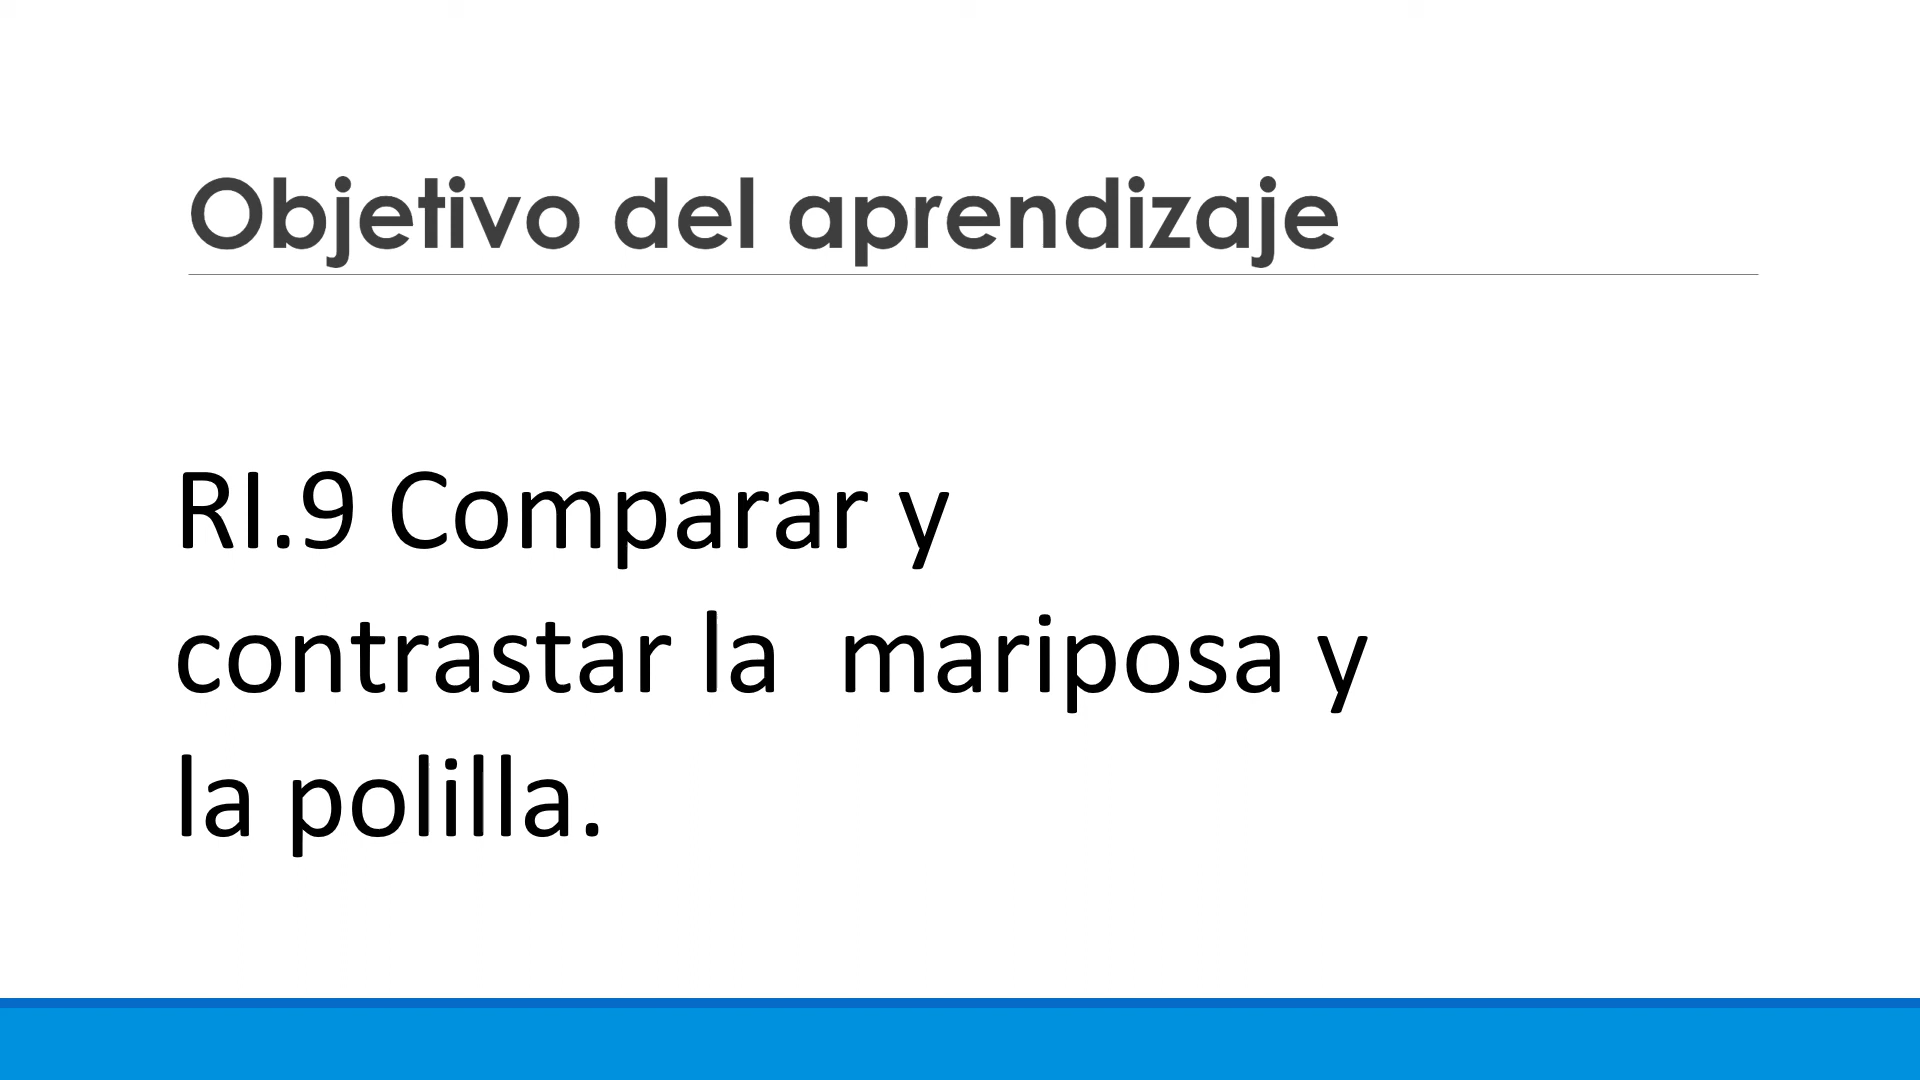 Objetivo del aprendizaje
RI.9 Comparar y
contrastar la  mariposa y
la polilla.